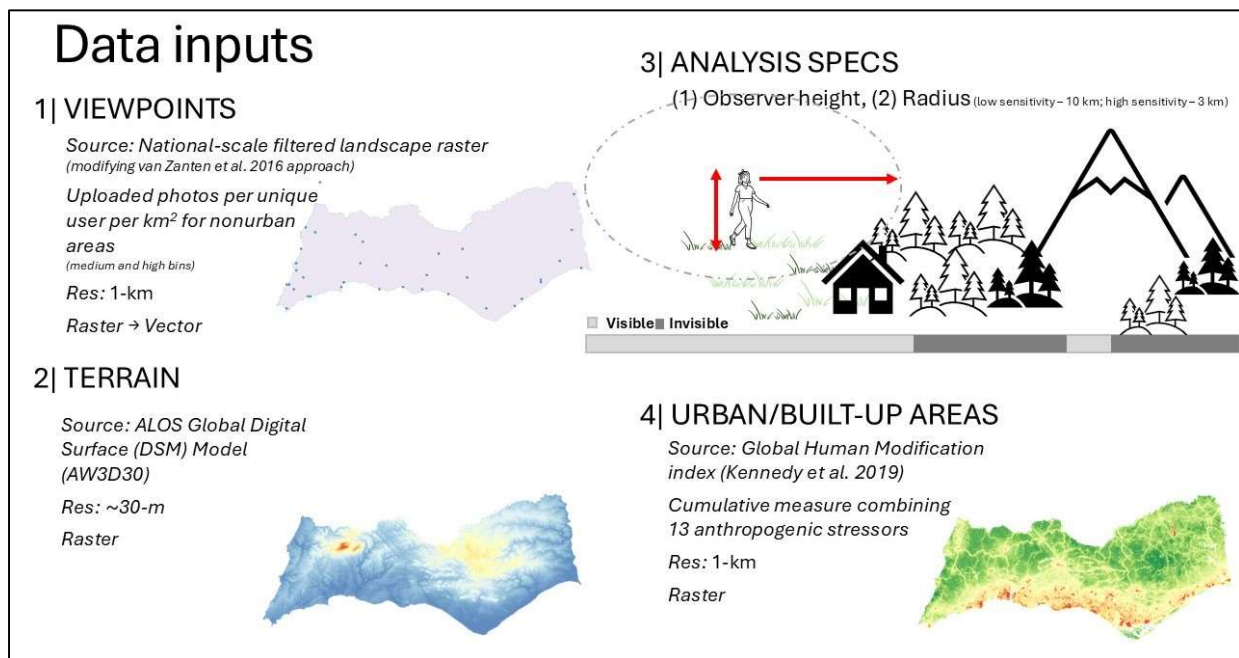 Data inputs
1| VIEWPOINTS
Source: National-scale filtered landscape raster
(modifying van Zanten et al. 2016 approach)
Uploaded photos per unique
user per km² for nonurban
areas
(medium and high bins)
Res: 1-km
Raster → Vector
2| TERRAIN
Source: ALOS Global Digital
Surface (DSM) Model
(AW3D30)
Res: ~30-m
Raster
3| ANALYSIS SPECS
(1) Observer height, (2) Radius (low sensitivity – 10 km; high sensitivity – 3 km)
Visible Invisible
4| URBAN/BUILT-UP AREAS
Source: Global Human Modification
index (Kennedy et al. 2019)
Cumulative measure combining
13 anthropogenic stressors
Res: 1-km
Raster